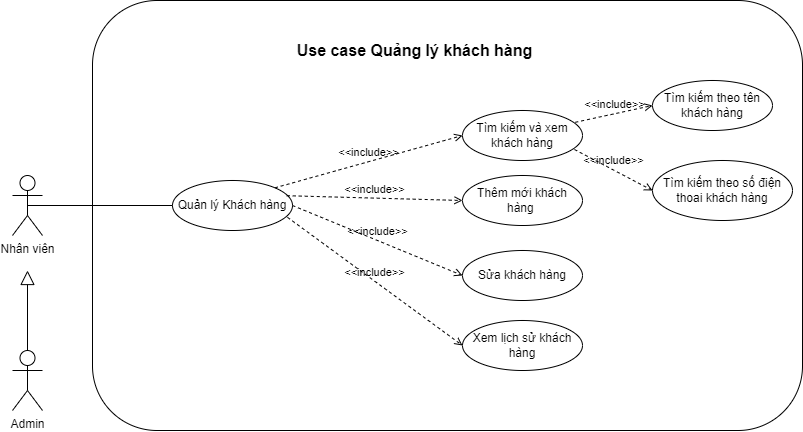 Use case Quảng lý khách hàng
Tìm kiếm theo tên
khách hàng
<<include>>
Tìm kiếm và xem
khách hàng
<<include>>
<<include>>
Tìm kiếm theo số điện
thoai khách hàng
Nhân viên
Quản lý Khách hàng
<<include>>
Thêm mới khách
hàng
<<include>>
Sửa khách hàng
<<include>>
Xem lịch sử khách
hàng
Admin